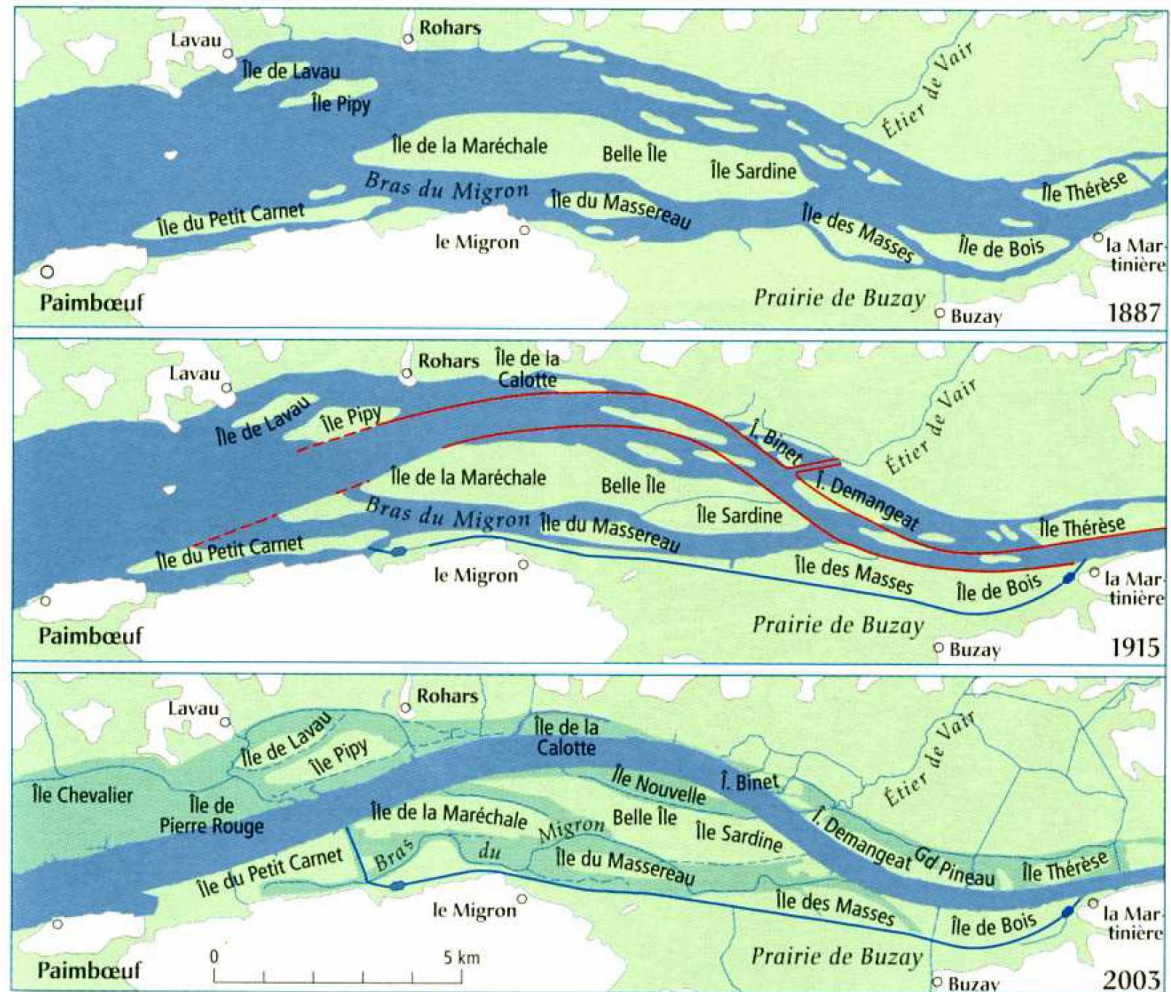 Lavau
Rohars
Île de Lavau
Île Pipy
Étier de Vair
Île de la Maréchale
Belle Île
Île Sardine
Île Thérèse
Bras du Migron
Île du Massereau
Île du Petit Carnet
le Migron
Île des Masses
Île de Bois
la Mar-
tinière
Paimbœuf
Prairie de Buzay
Buzay
1887
Lavau
Rohars
Île de la
Calotte
Île de Lavau
Île Pipy
Î. Binet
Étier de Vair
Île de la Maréchale
Belle Île
Î. Demangeat
Île Sardine
Île Thérèse
Bras du Migron
Île du Massereau
Île du Petit Carnet
le Migron
Île des Masses
Île de Bois
la Mar-
tinière
Paimbœuf
Prairie de Buzay
Buzay
1915
Lavau
Rohars
Île de la
Calotte
Île de Lavau
Île Pipy
Étier de Vair
Île Chevalier
Île de
Pierre Rouge
Île Nouvelle
Î. Binet
Île de la Maréchale
Belle Île
Île Sardine
Î. Demangeat
Gd Pineau
Île Thérèse
Bras du Migron
Île du Petit Carnet
Île du Massereau
le Migron
Île des Masses
Île de Bois
la Mar-
tinière
0 5 km
Paimbœuf
Prairie de Buzay
Buzay
2003